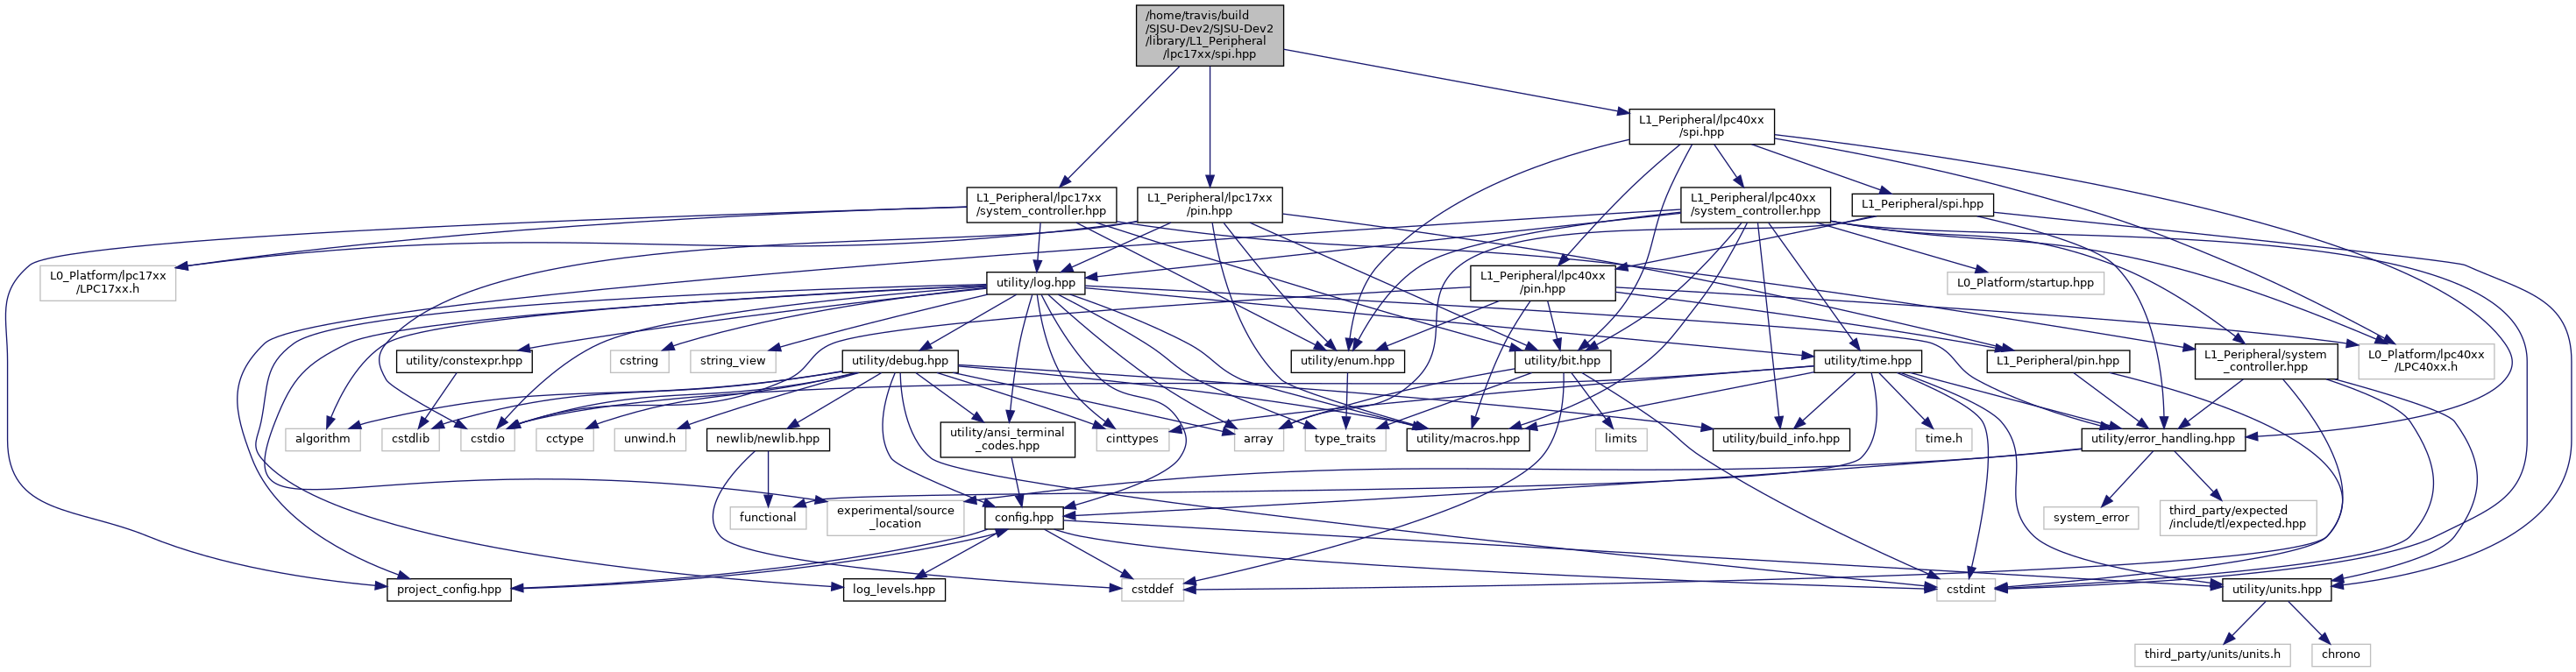 /home/travis/build
/SJSU-Dev2/SJSU-Dev2
/library/L1_Peripheral
/lpc17xx/spi.hpp
L1_Peripheral/lpc40xx
/spi.hpp
L1_Peripheral/lpc17xx
/system_controller.hpp
L1_Peripheral/lpc17xx
/pin.hpp
L1_Peripheral/lpc40xx
/system_controller.hpp
L1_Peripheral/spi.hpp
L0_Platform/lpc17xx
/LPC17xx.h
utility/log.hpp
L1_Peripheral/lpc40xx
/pin.hpp
L0_Platform/startup.hpp
utility/constexpr.hpp
cstring
string_view
utility/debug.hpp
utility/enum.hpp
utility/bit.hpp
utility/time.hpp
L1_Peripheral/pin.hpp
L1_Peripheral/system
_controller.hpp
L0_Platform/lpc40xx
/LPC40xx.h
algorithm
cstdlib
cstdio
cctype
unwind.h
newlib/newlib.hpp
utility/ansi_terminal
_codes.hpp
cinttypes
array
type_traits
utility/macros.hpp
limits
utility/build_info.hpp
time.h
utility/error_handling.hpp
functional
experimental/source
_location
config.hpp
system_error
third_party/expected
/include/tl/expected.hpp
project_config.hpp
log_levels.hpp
cstddef
cstdint
utility/units.hpp
third_party/units/units.h
chrono